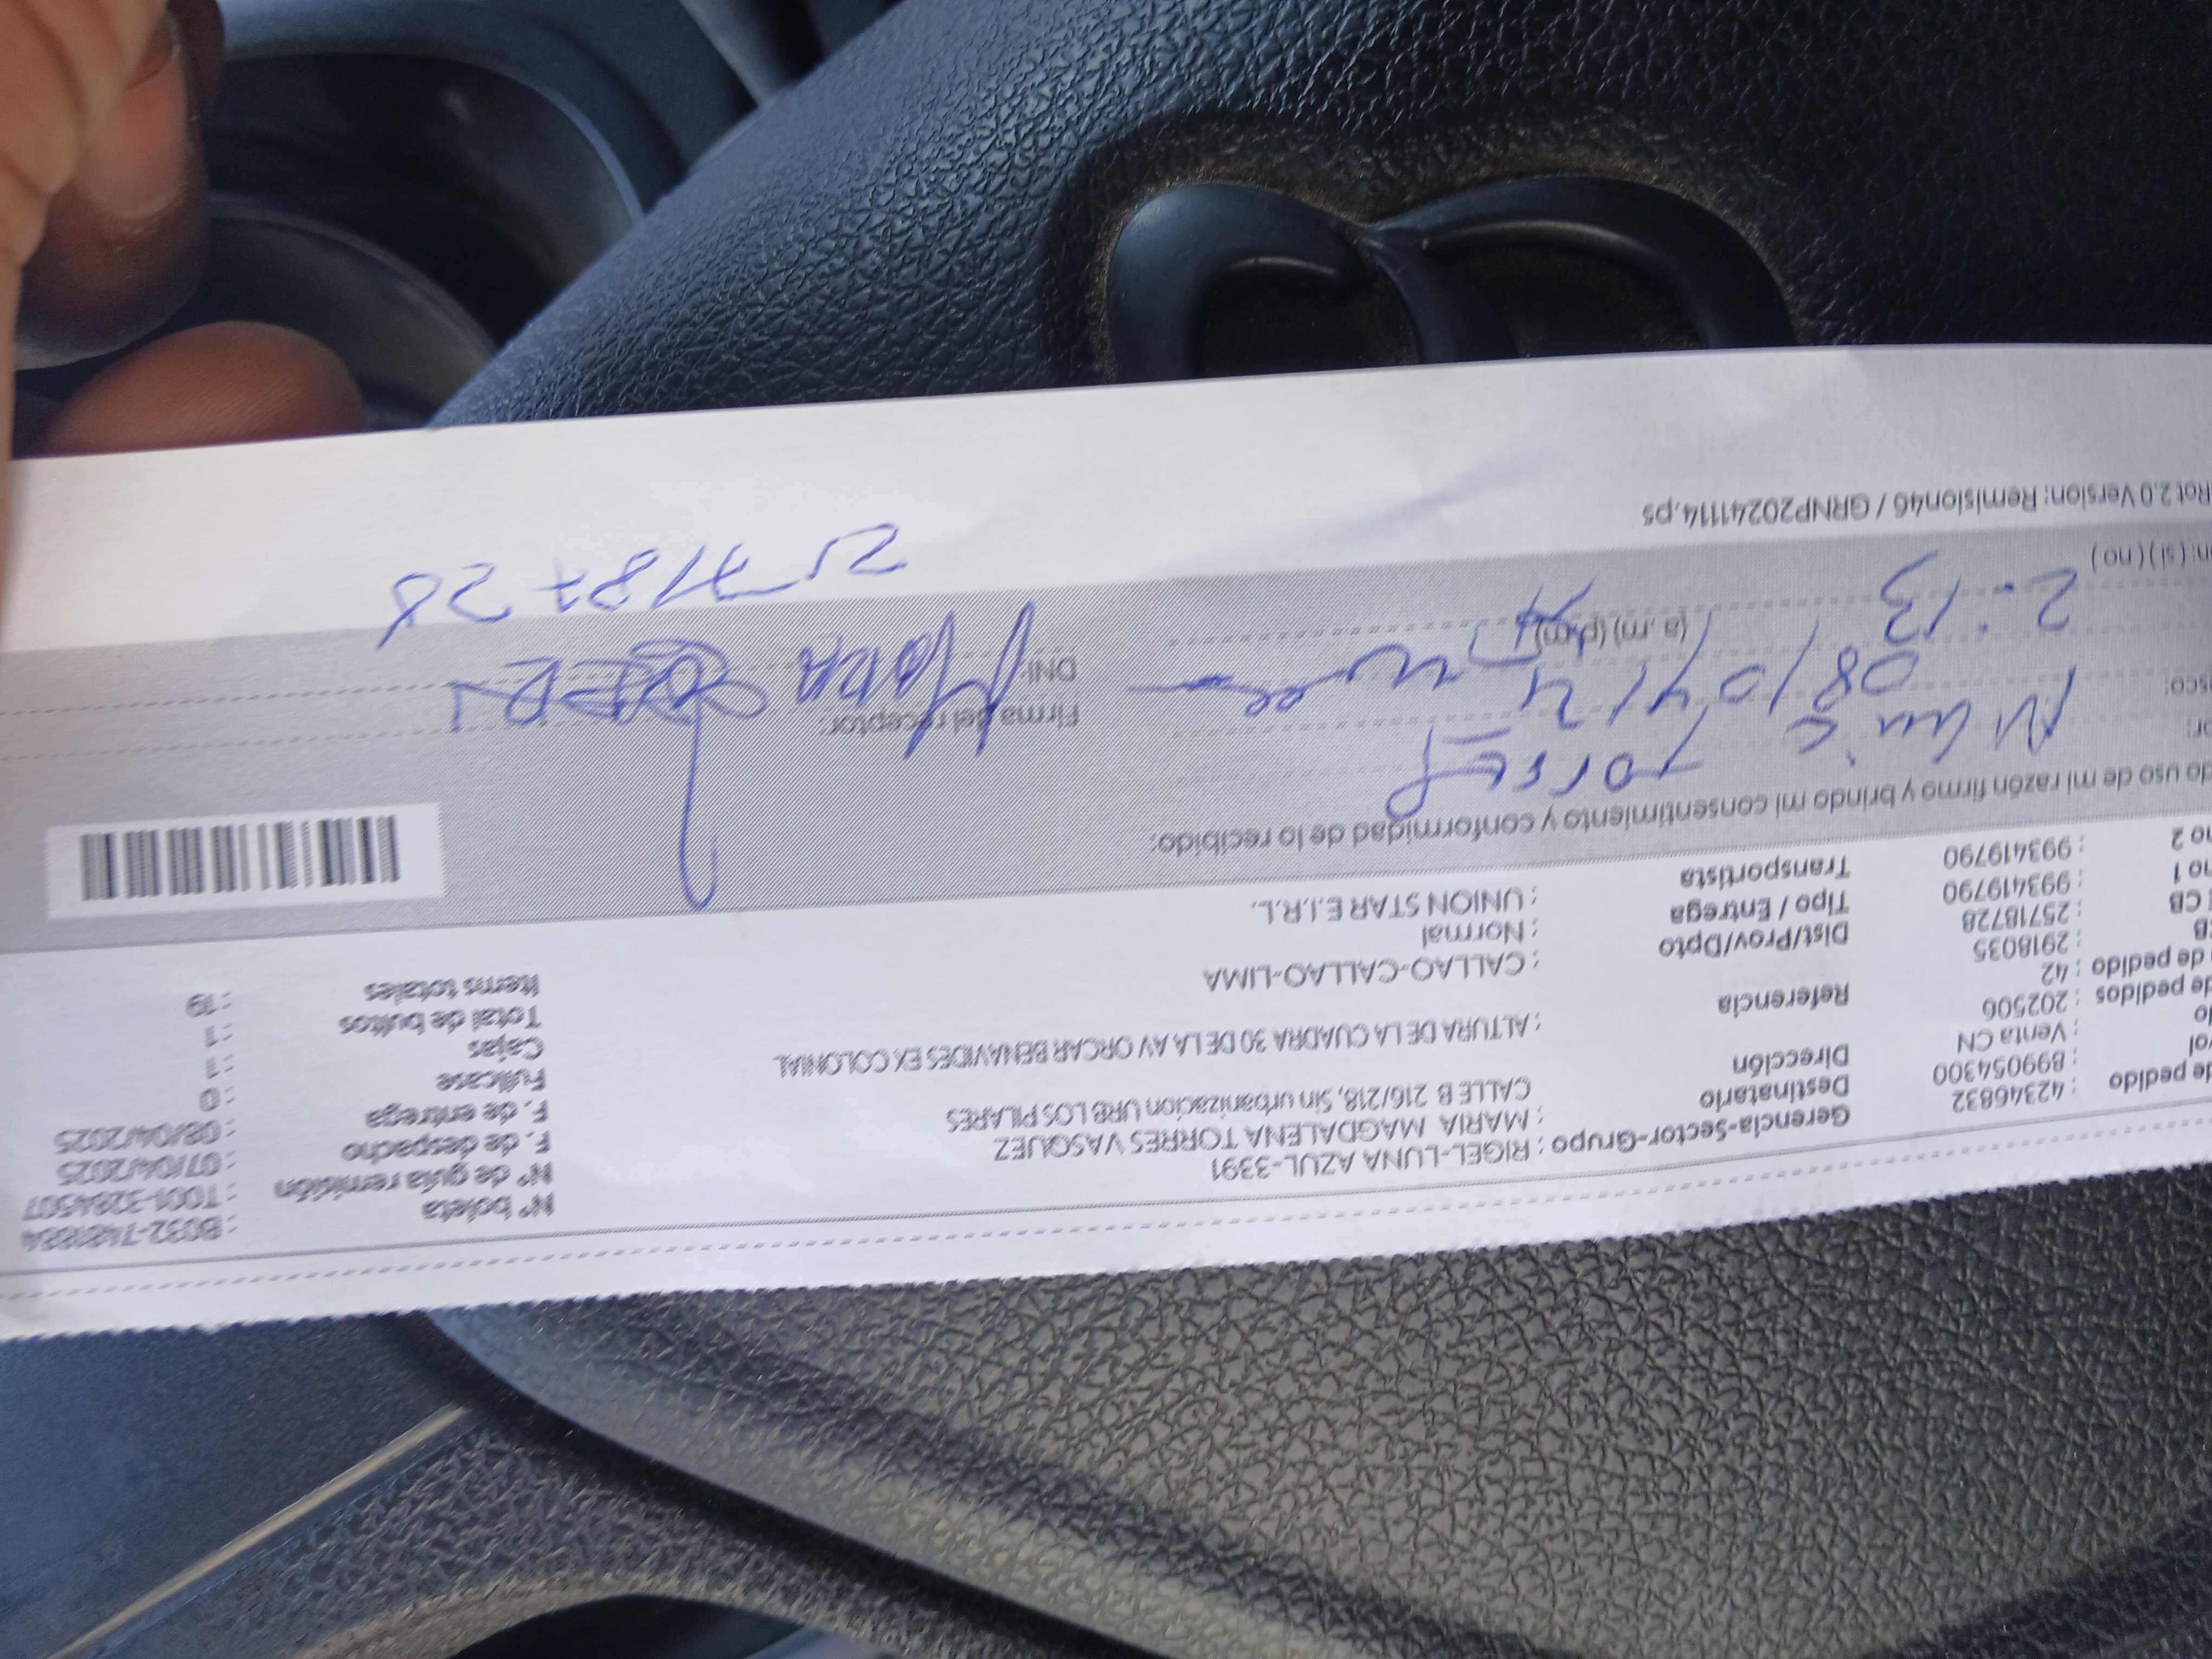 de pedido : 42346832 Gerencia-Sector-Grupo : RIGEL-LUNA AZUL-3391 N° boleta
: 899054300 Destinatario : MARIA MAGDALENA TORRES VASQUEZ N° de guía remisión : T001-3284507
: Venta CN Dirección CALLE B 216/218, Sin urbanizacion URB LOS PILARES F. de despacho : 07/04/2025
de pedidos : 202506 : ALTURA DE LA CUADRA 30 DE LA AV ORCAR BENAVIDES EX COLONIAL F. de entrega : 08/04/2025
de pedido : 42 Referencia Fullcase : 0
: 2918035 : CALLAO-CALLAO-LIMA Cajas : 1
CB : 25718728 Dist/Prov/Dpto : Normal Total de bultos : 1
no 1 : 993419790 Tipo / Entrega : UNION STAR E.I.R.L. Items totales : 19
no 2 : 993419790 Transportista
do uso de mi razón firmo y brindo mi consentimiento y conformidad de lo recibido:
Torres
08/04/2
Firma del receptor:
2:13 (a.m) (p.m) DNI:
25718728
n: (si) (no)
Rot 2.0 Version: Remision46 / GRNP20241114.ps